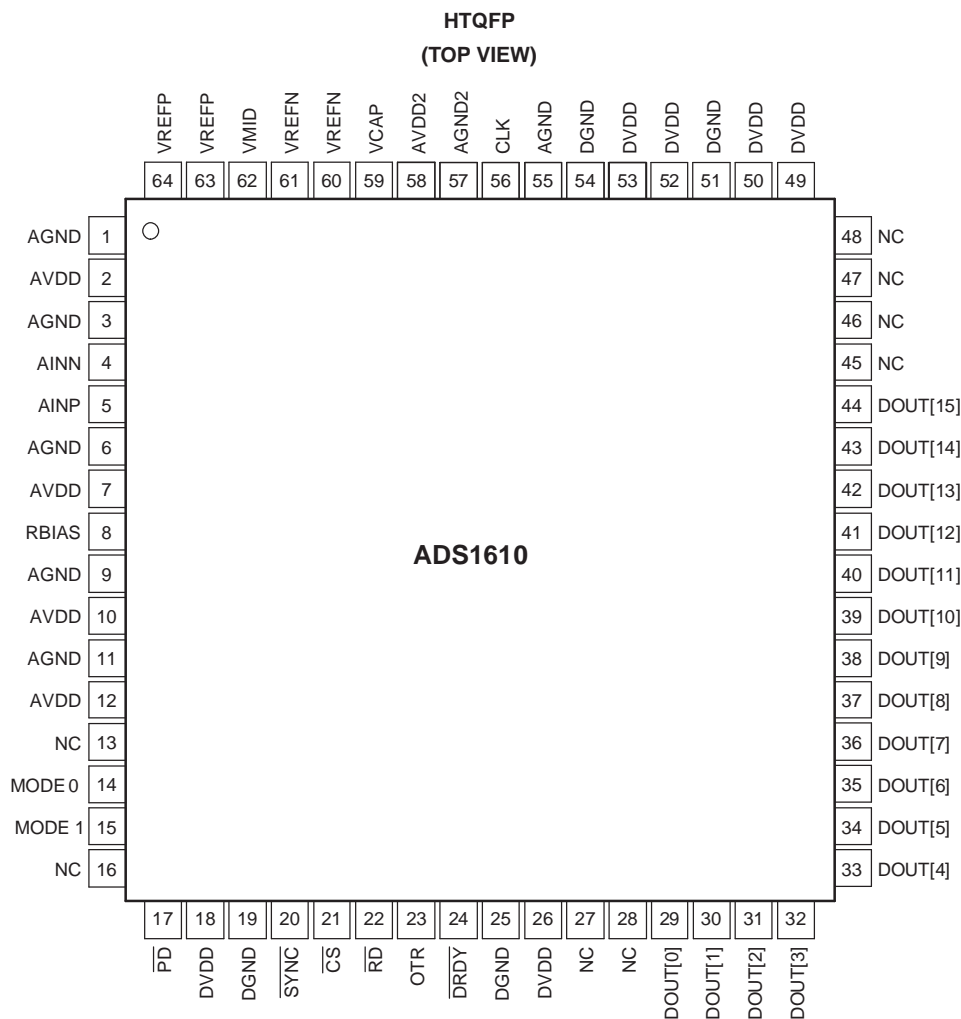 HTQFP
(TOP VIEW)
VREFP VREFP VMID VREFN VREFN VCAP AVDD2 AGND2 CLK AGND DGND DVDD DVDD DGND DVDD DVDD
64 63 62 61 60 59 58 57 56 55 54 53 52 51 50 49
AGND 1 48 NC
AVDD 2 47 NC
AGND 3 46 NC
AINN 4 45 NC
AINP 5 44 DOUT[15]
AGND 6 43 DOUT[14]
AVDD 7 42 DOUT[13]
RBIAS 8 41 DOUT[12]
ADS1610
AGND 9 40 DOUT[11]
AVDD 10 39 DOUT[10]
AGND 11 38 DOUT[9]
AVDD 12 37 DOUT[8]
NC 13 36 DOUT[7]
MODE 0 14 35 DOUT[6]
MODE 1 15 34 DOUT[5]
NC 16 33 DOUT[4]
17 18 19 20 21 22 23 24 25 26 27 28 29 30 31 32
P̅D̅ DVDD DGND S̅Y̅N̅C̅ C̅S̅ R̅D̅ OTR D̅R̅D̅Y̅ DGND DVDD NC NC DOUT[0] DOUT[1] DOUT[2] DOUT[3]